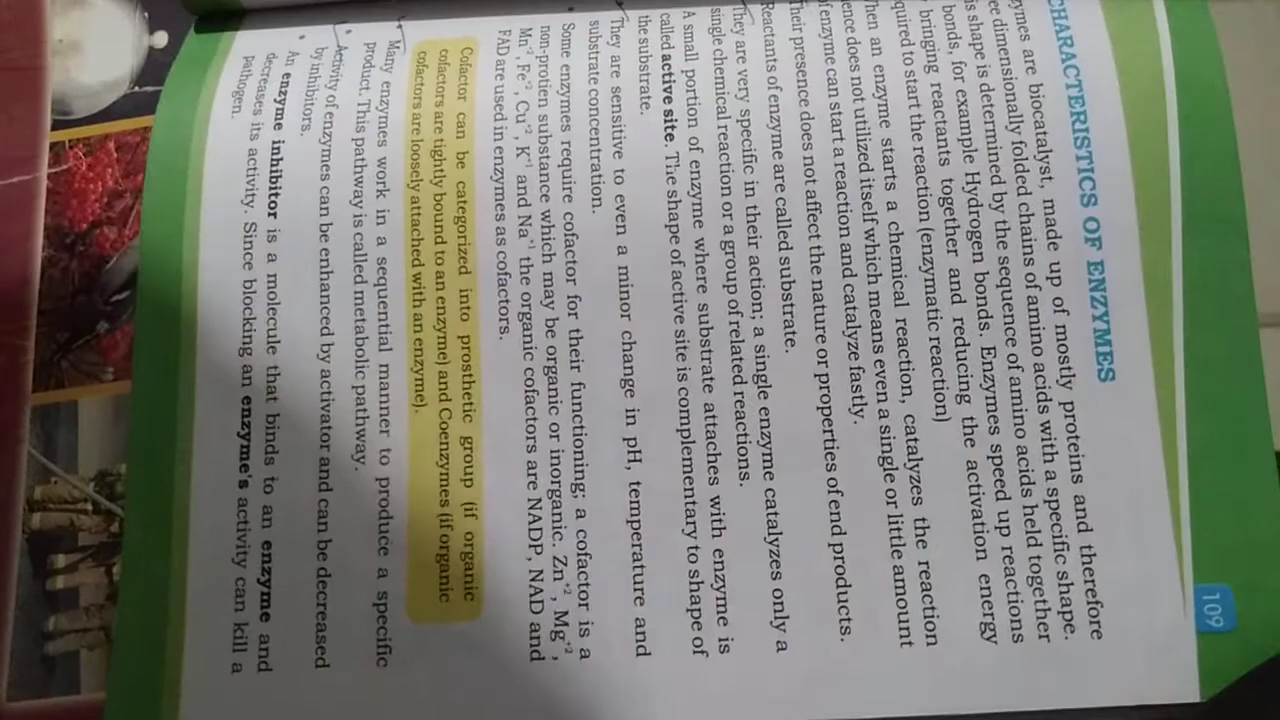 109
CHARACTERISTICS OF ENZYMES
zymes are biocatalyst, made up of mostly proteins and therefore
ee dimensionally folded chains of amino acids with a specific shape.
is shape is determined by the sequence of amino acids held together
bonds, for example Hydrogen bonds. Enzymes speed up reactions
bringing reactants together and reducing the activation energy
quired to start the reaction (enzymatic reaction)
hen an enzyme starts a chemical reaction, catalyzes the reaction
ence does not utilized itself which means even a single or little amount
f enzyme can start a reaction and catalyze fastly.
heir presence does not affect the nature or properties of end products.
Reactants of enzyme are called substrate.
They are very specific in their action; a single enzyme catalyzes only a
single chemical reaction or a group of related reactions.
A small portion of enzyme where substrate attaches with enzyme is
called active site. The shape of active site is complementary to shape of
the substrate.
They are sensitive to even a minor change in pH, temperature and
substrate concentration.
• Some enzymes require cofactor for their functioning; a cofactor is a
non-protien substance which may be organic or inorganic. Zn⁺², Mg⁺²,
Mn⁺², Fe⁺², Cu⁺², K⁺¹ and Na⁺¹ the organic cofactors are NADP, NAD and
FAD are used in enzymes as cofactors.
Cofactor can be categorized into prosthetic group (if organic
cofactors are tightly bound to an enzyme) and Coenzymes (if organic
cofactors are loosely attached with an enzyme).
Many enzymes work in a sequential manner to produce a specific
product. This pathway is called metabolic pathway.
• Activity of enzymes can be enhanced by activator and can be decreased
by inhibitors.
• An enzyme inhibitor is a molecule that binds to an enzyme and
decreases its activity. Since blocking an enzyme's activity can kill a
pathogen.